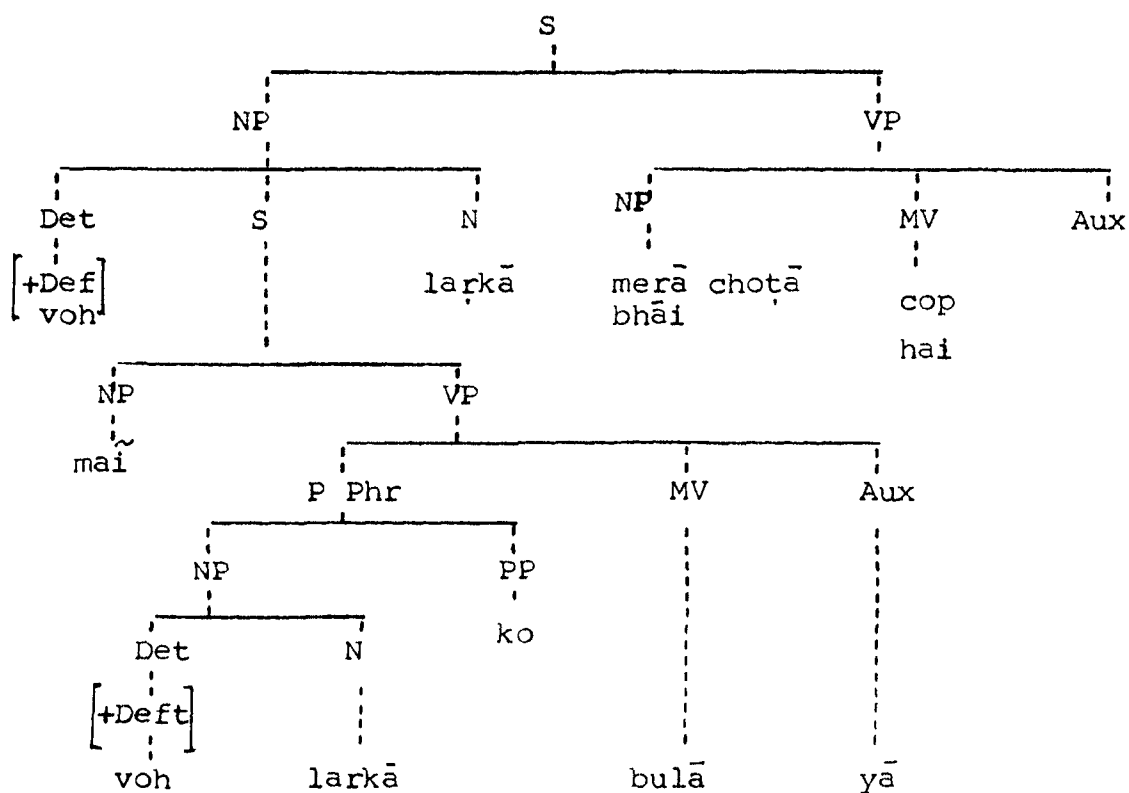 S
NP VP
Det S N NP MV Aux
[+Def laṛkā merā choṭā cop
voh] bhāi hai
NP VP
maĩ
P Phr MV Aux
NP PP
Det N ko
[+Deft]
voh laṛkā bulā yā